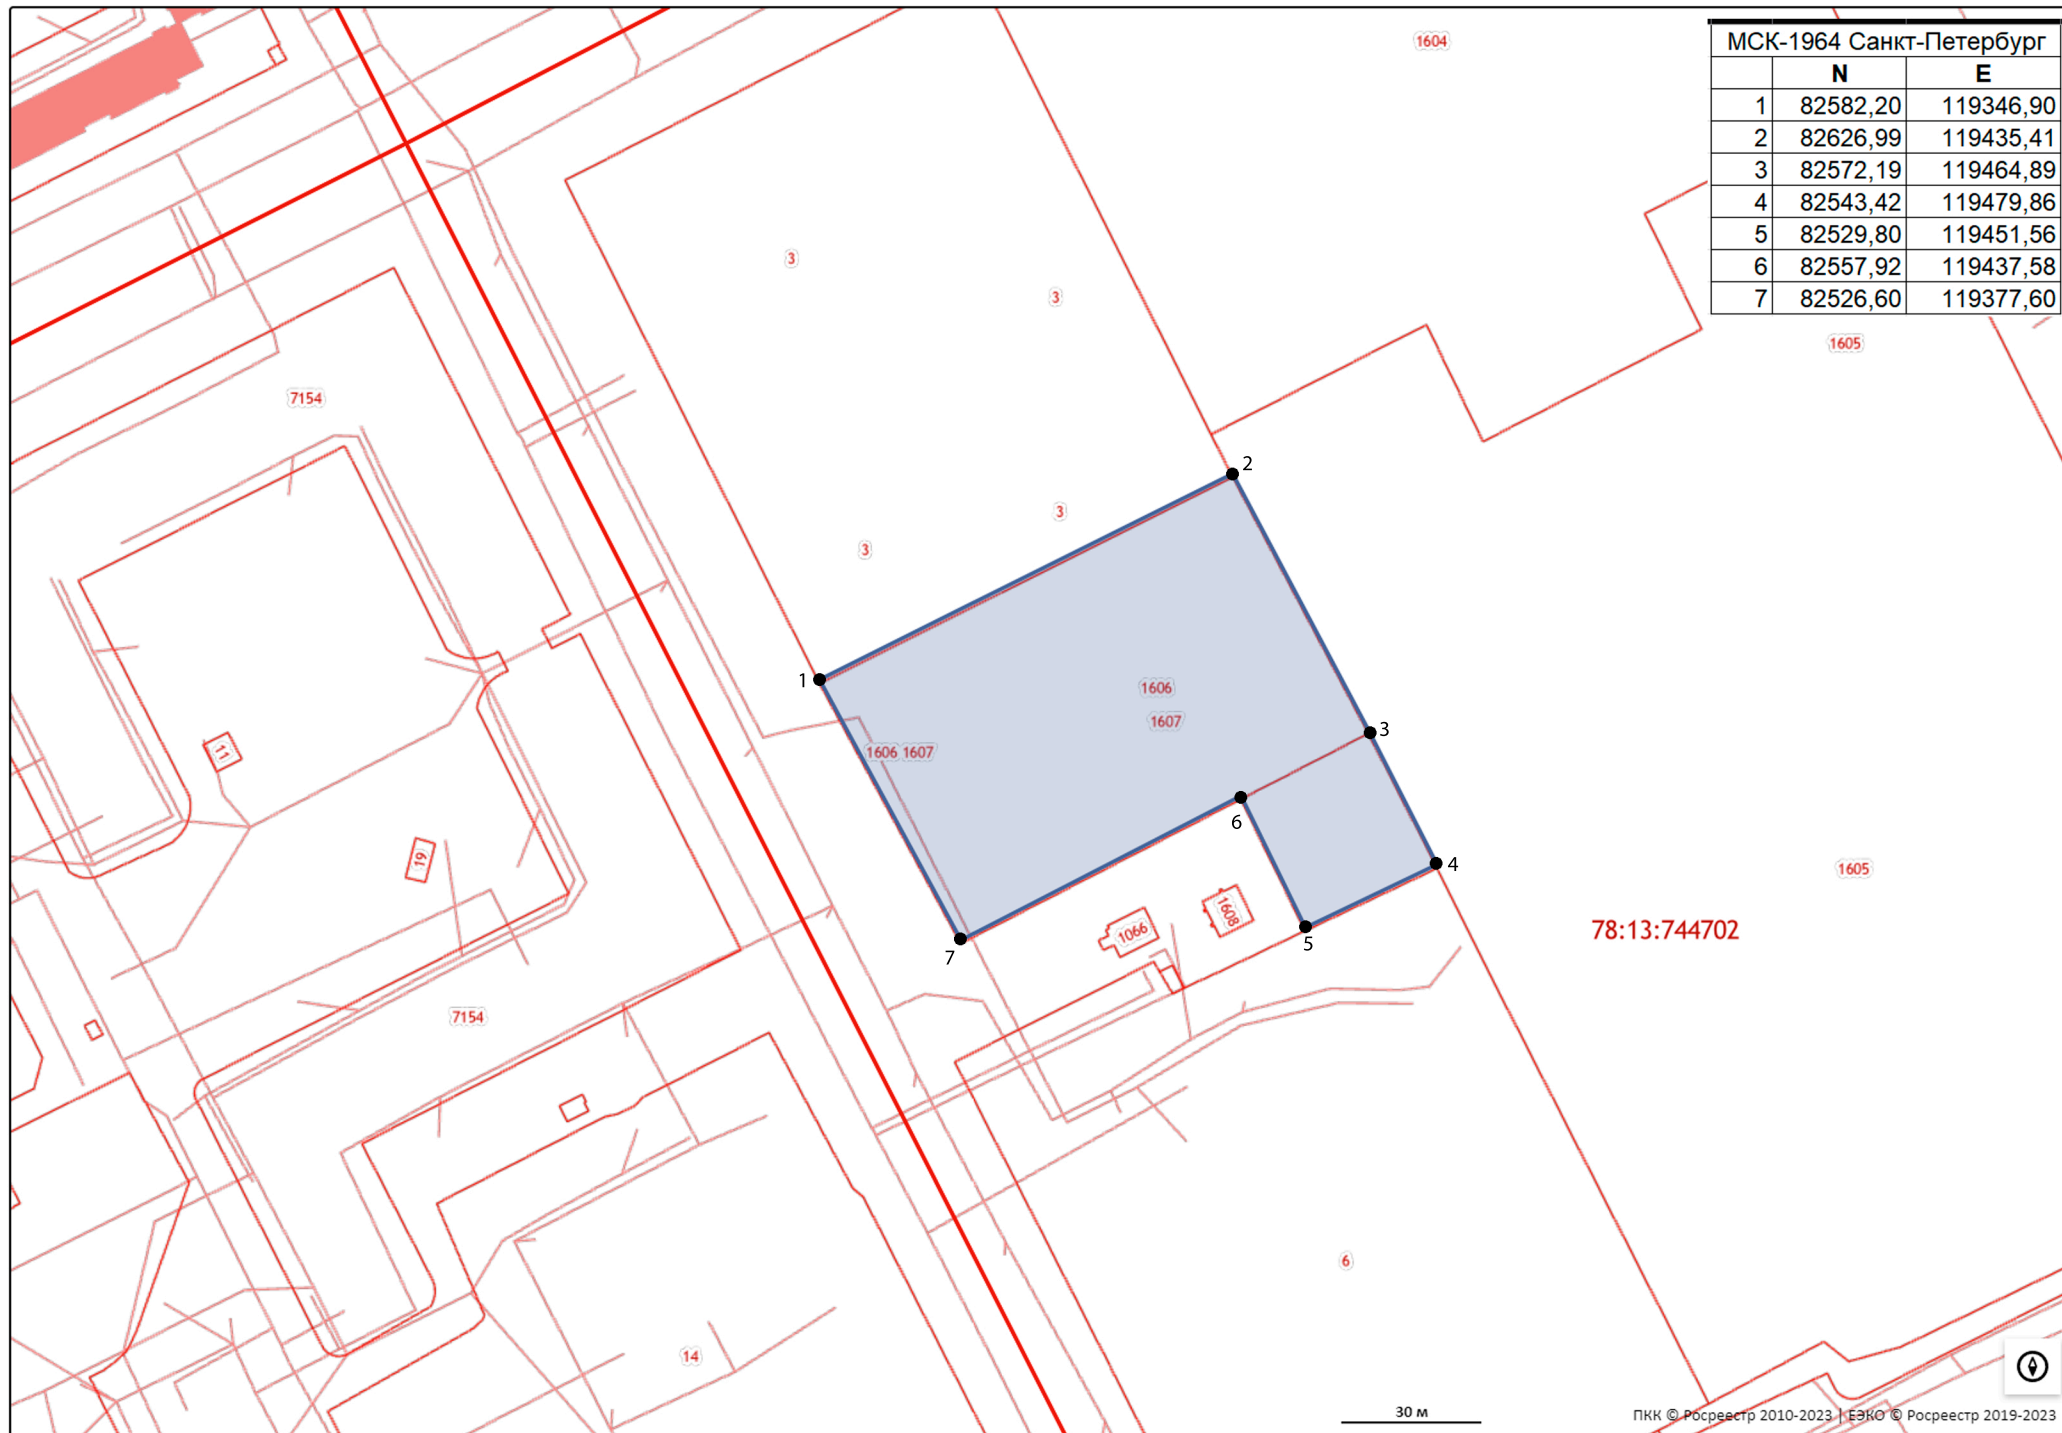 МСК-1964 Санкт-Петербург
N E
1 82582,20 119346,90
2 82626,99 119435,41
3 82572,19 119464,89
4 82543,42 119479,86
5 82529,80 119451,56
6 82557,92 119437,58
7 82526,60 119377,60
1604
3
3
1605
7154
2
3
3
1
1606
1607
3
1606 1607
11
6
19
4
1605
1608
1066
78:13:744702
5
7
7154
6
14
30 м
ПКК © Росреестр 2010-2023 | ЕЭКО © Росреестр 2019-2023